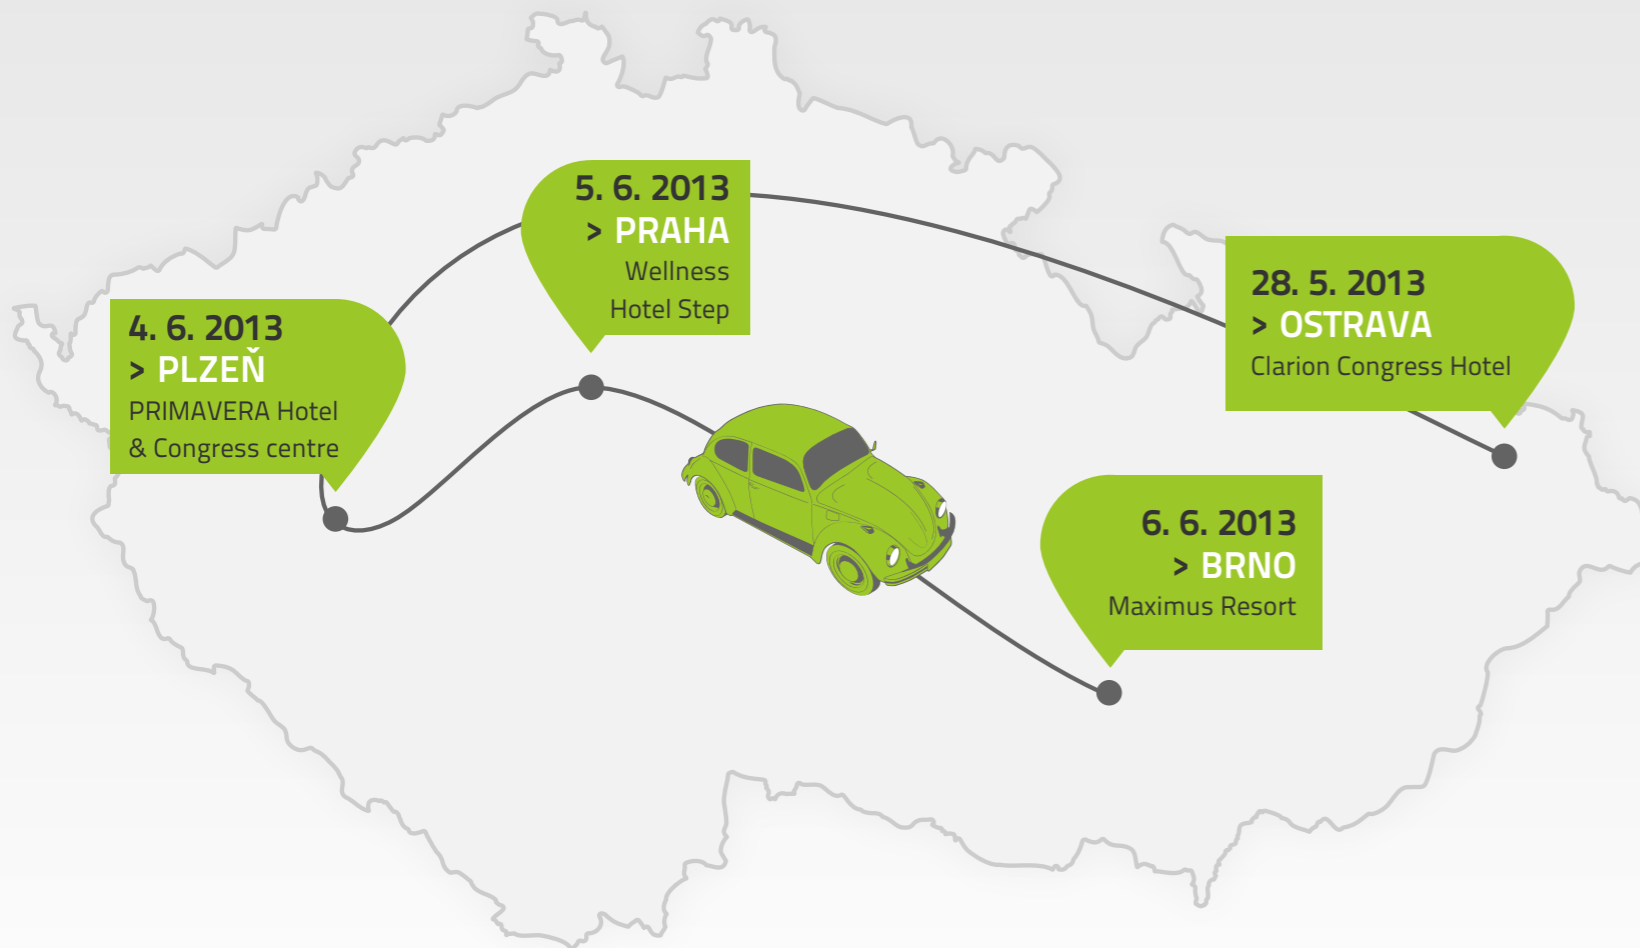 5. 6. 2013
> PRAHA
Wellness
Hotel Step
28. 5. 2013
> OSTRAVA
Clarion Congress Hotel
4. 6. 2013
> PLZEŇ
PRIMAVERA Hotel
& Congress centre
6. 6. 2013
> BRNO
Maximus Resort